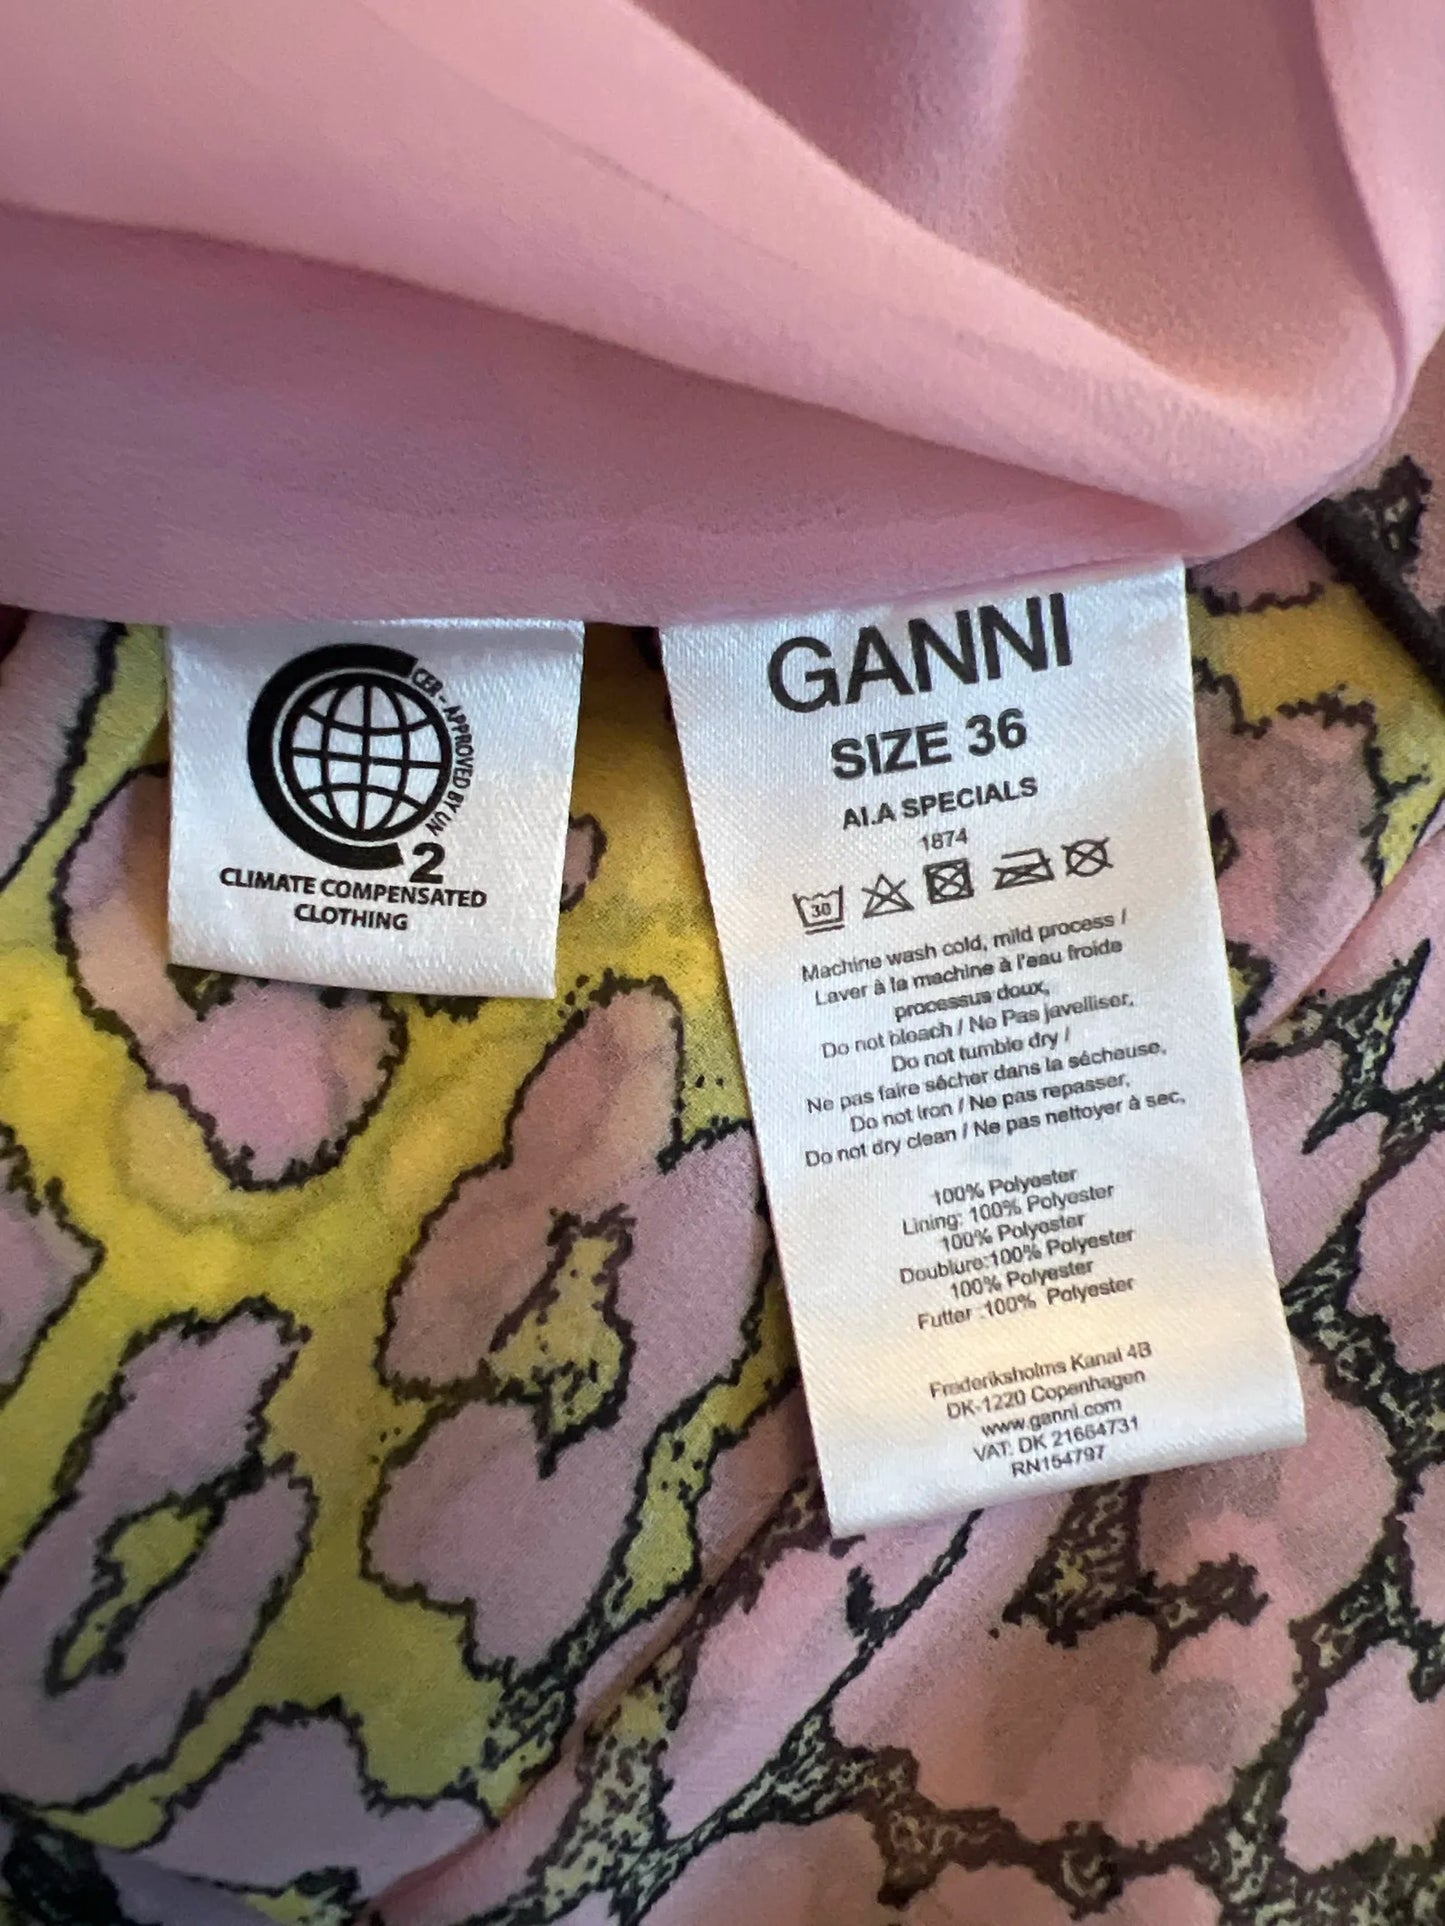 CER - APPROVED BY UN
2
CLIMATE COMPENSATED
CLOTHING
GANNI
SIZE 36
AI.A SPECIALS
1874
30
Machine wash cold, mild process /
Laver à la machine à l'eau froide
processus doux,
Do not bleach / Ne Pas javelliser,
Do not tumble dry /
Ne pas faire sécher dans la sécheuse,
Do not Iron / Ne pas repasser,
Do not dry clean / Ne pas nettoyer à sec,
100% Polyester
Lining: 100% Polyester
100% Polyester
Doublure:100% Polyester
100% Polyester
Futter :100% Polyester
Frederiksholms Kanal 4B
DK-1220 Copenhagen
www.ganni.com
VAT: DK 21664731
RN154797